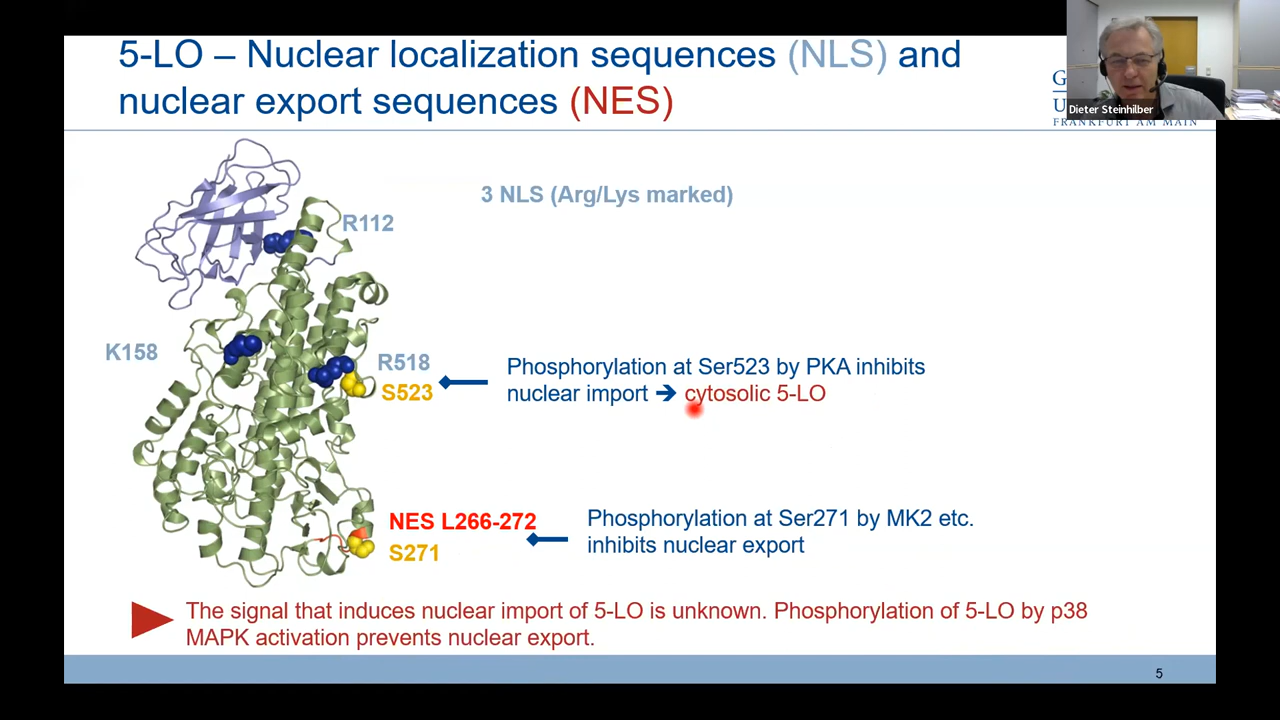 5-LO – Nuclear localization sequences (NLS) and
nuclear export sequences (NES)
G
U
FRANKFURT AM MAIN
Dieter Steinhilber
3 NLS (Arg/Lys marked)
R112
K158
R518
S523
Phosphorylation at Ser523 by PKA inhibits
nuclear import ➔ cytosolic 5-LO
NES L266-272
S271
Phosphorylation at Ser271 by MK2 etc.
inhibits nuclear export
The signal that induces nuclear import of 5-LO is unknown. Phosphorylation of 5-LO by p38
MAPK activation prevents nuclear export.
5